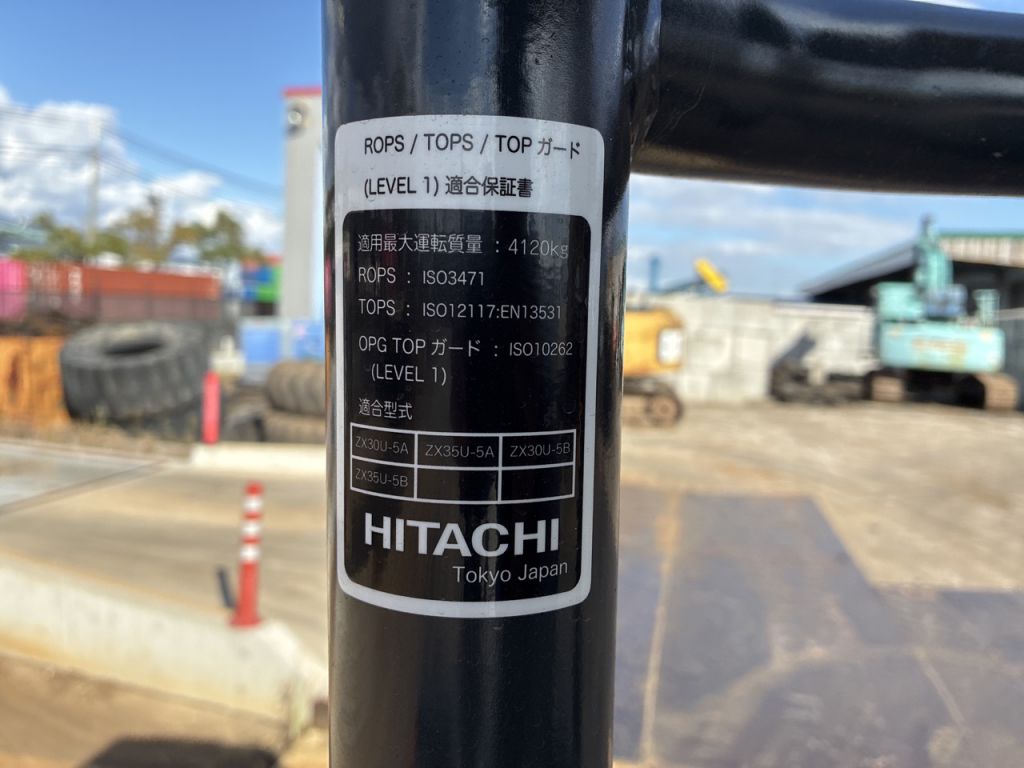 ROPS / TOPS / TOP ガード
(LEVEL 1) 適合保証書
適用最大運転質量 : 4120kg
ROPS : ISO3471
TOPS : ISO12117:EN13531
OPG TOP ガード : ISO10262
(LEVEL 1)
適合型式
ZX30U-5A ZX35U-5A ZX30U-5B
ZX35U-5B
HITACHI
Tokyo Japan